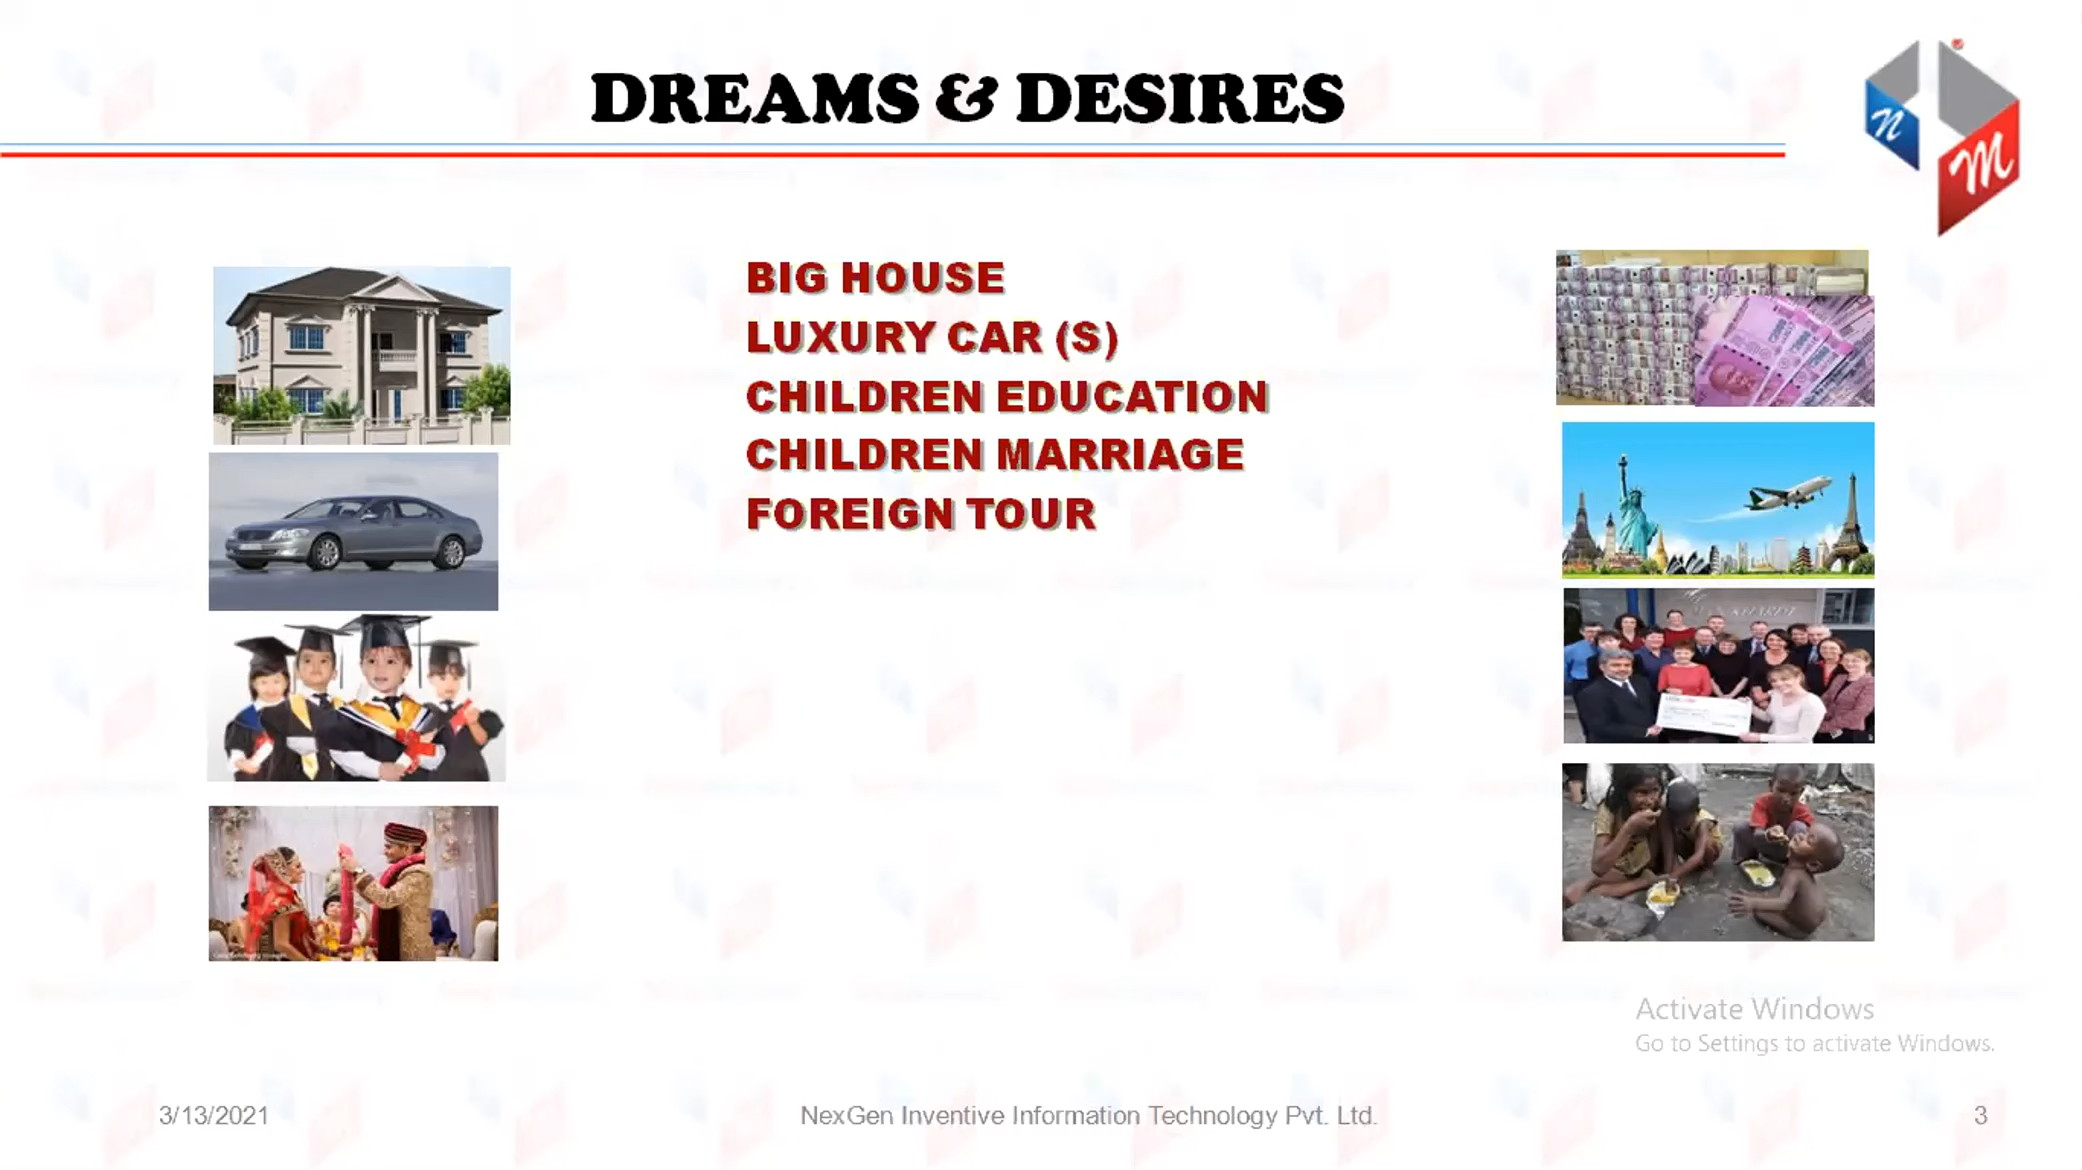 DREAMS & DESIRES
n
M
BIG HOUSE
LUXURY CAR (S)
CHILDREN EDUCATION
CHILDREN MARRIAGE
FOREIGN TOUR
Activate Windows
Go to Settings to activate Windows.
3/13/2021
NexGen Inventive Information Technology Pvt. Ltd.
3